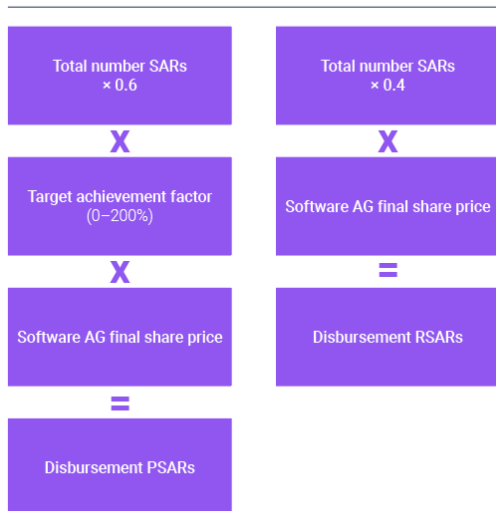 Total number SARs
× 0.6
X
Target achievement factor
(0–200%)
X
Software AG final share price
=
Disbursement PSARs
Total number SARs
× 0.4
X
Software AG final share price
=
Disbursement RSARs